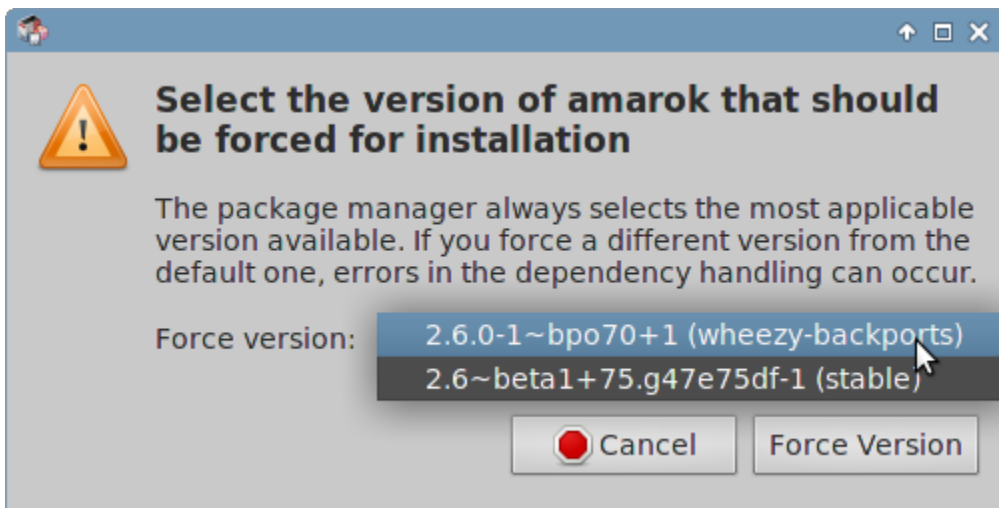 Select the version of amarok that should
be forced for installation
The package manager always selects the most applicable
version available. If you force a different version from the
default one, errors in the dependency handling can occur.
Force version:
2.6.0-1~bpo70+1 (wheezy-backports)
2.6~beta1+75.g47e75df-1 (stable)
Cancel
Force Version